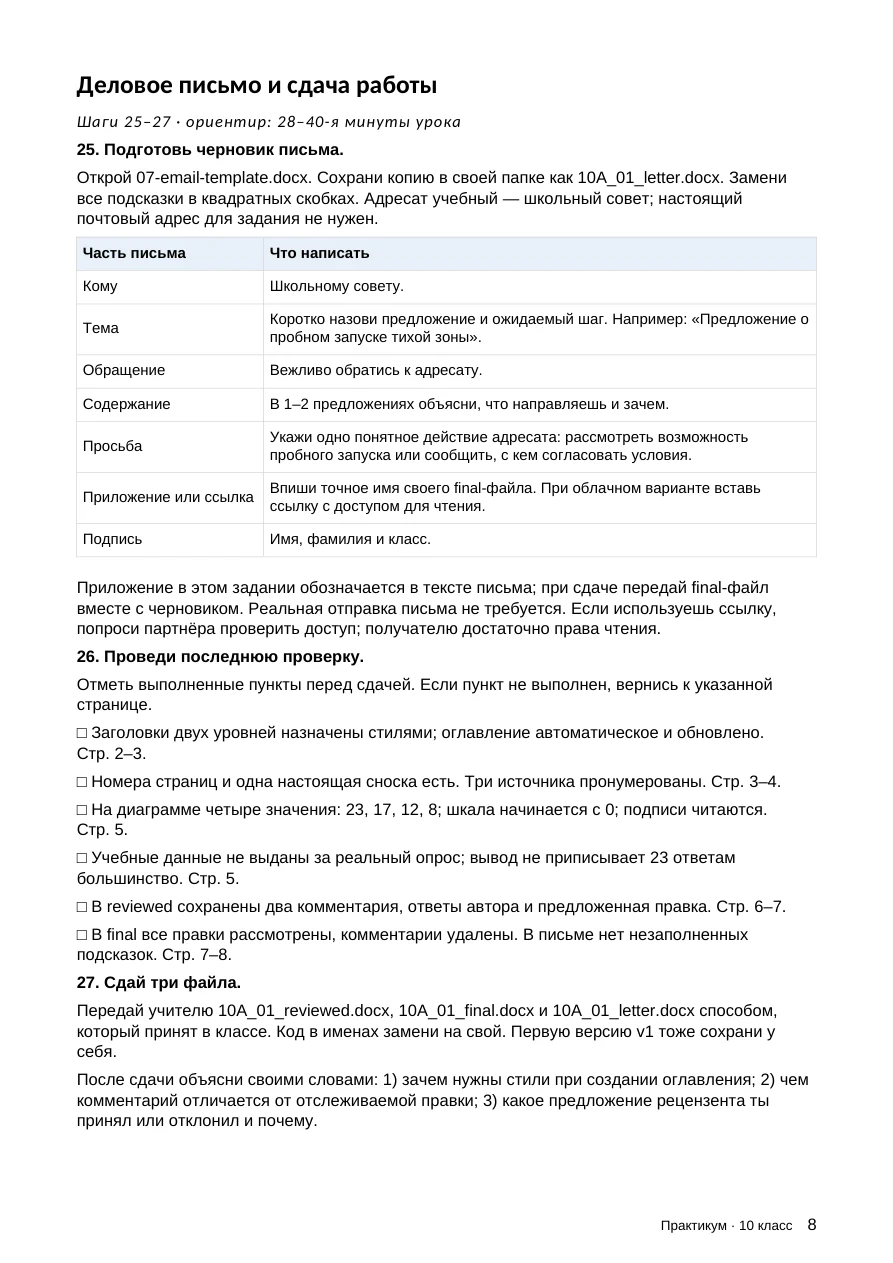 Деловое письмо и сдача работы
Шаги 25–27 · ориентир: 28–40-я минуты урока
25. Подготовь черновик письма.
Открой 07-email-template.docx. Сохрани копию в своей папке как 10A_01_letter.docx. Замени
все подсказки в квадратных скобках. Адресат учебный — школьный совет; настоящий
почтовый адрес для задания не нужен.
Часть письма Что написать
Кому Школьному совету.
Тема Коротко назови предложение и ожидаемый шаг. Например: «Предложение о
пробном запуске тихой зоны».
Обращение Вежливо обратись к адресату.
Содержание В 1–2 предложениях объясни, что направляешь и зачем.
Просьба Укажи одно понятное действие адресата: рассмотреть возможность
пробного запуска или сообщить, с кем согласовать условия.
Приложение или ссылка Впиши точное имя своего final-файла. При облачном варианте вставь
ссылку с доступом для чтения.
Подпись Имя, фамилия и класс.
Приложение в этом задании обозначается в тексте письма; при сдаче передай final-файл
вместе с черновиком. Реальная отправка письма не требуется. Если используешь ссылку,
попроси партнёра проверить доступ; получателю достаточно права чтения.
26. Проведи последнюю проверку.
Отметь выполненные пункты перед сдачей. Если пункт не выполнен, вернись к указанной
странице.
□ Заголовки двух уровней назначены стилями; оглавление автоматическое и обновлено.
Стр. 2–3.
□ Номера страниц и одна настоящая сноска есть. Три источника пронумерованы. Стр. 3–4.
□ На диаграмме четыре значения: 23, 17, 12, 8; шкала начинается с 0; подписи читаются.
Стр. 5.
□ Учебные данные не выданы за реальный опрос; вывод не приписывает 23 ответам
большинство. Стр. 5.
□ В reviewed сохранены два комментария, ответы автора и предложенная правка. Стр. 6–7.
□ В final все правки рассмотрены, комментарии удалены. В письме нет незаполненных
подсказок. Стр. 7–8.
27. Сдай три файла.
Передай учителю 10A_01_reviewed.docx, 10A_01_final.docx и 10A_01_letter.docx способом,
который принят в классе. Код в именах замени на свой. Первую версию v1 тоже сохрани у
себя.
После сдачи объясни своими словами: 1) зачем нужны стили при создании оглавления; 2) чем
комментарий отличается от отслеживаемой правки; 3) какое предложение рецензента ты
принял или отклонил и почему.
Практикум · 10 класс 8